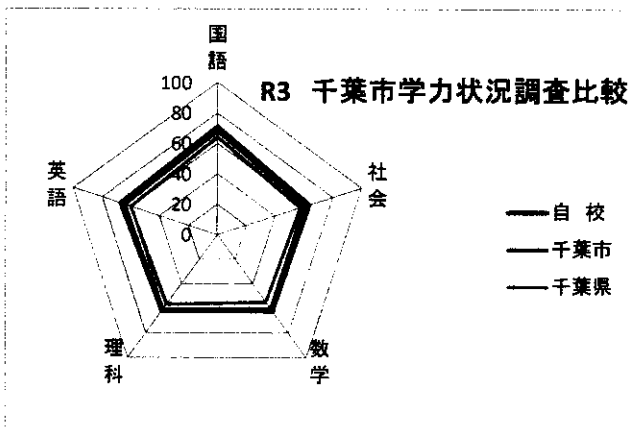 R3 千葉市学力状況調査比較
国語
100
80
60
40
20
0
社会
数学
理科
英語
自 校
千葉市
千葉県